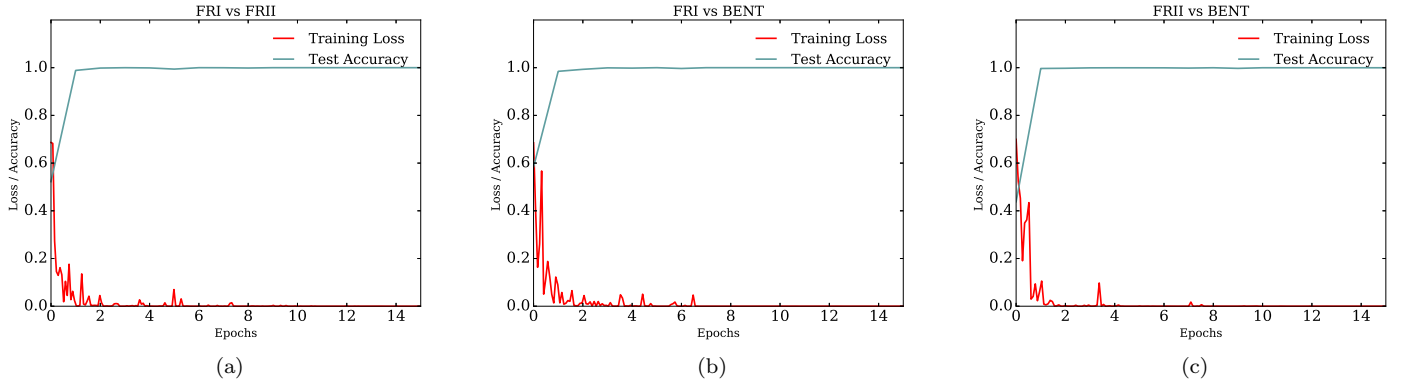 FRI vs FRII
Training Loss
Test Accuracy
1.0
0.8
0.6
0.4
0.2
0.0
Loss / Accuracy
0 2 4 6 8 10 12 14
Epochs
(a)
FRI vs BENT
Training Loss
Test Accuracy
1.0
0.8
0.6
0.4
0.2
0.0
Loss / Accuracy
0 2 4 6 8 10 12 14
Epochs
(b)
FRII vs BENT
Training Loss
Test Accuracy
1.0
0.8
0.6
0.4
0.2
0.0
Loss / Accuracy
0 2 4 6 8 10 12 14
Epochs
(c)